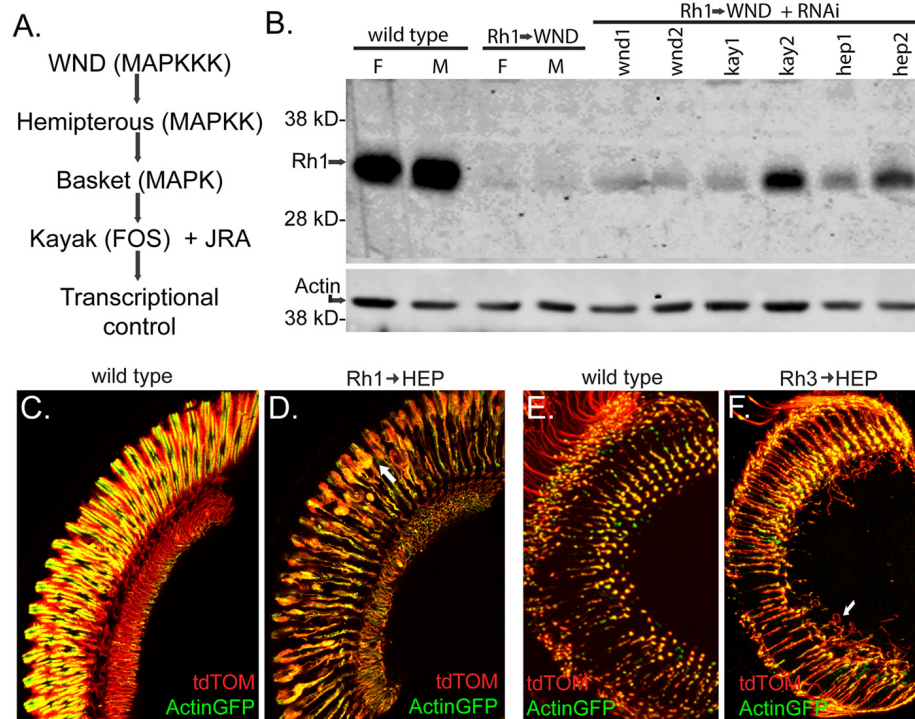 A.
WND (MAPKKK)
Hemipterous (MAPKK)
Basket (MAPK)
Kayak (FOS) + JRA
Transcriptional
control
B.
Rh1→WND + RNAi
wild type
Rh1→WND
F M F M wnd1 wnd2 kay1 kay2 hep1 hep2
38 kD-
Rh1→
28 kD-
Actin
38 kD-
wild type
C.
tdTOM
ActinGFP
Rh1→HEP
D.
tdTOM
ActinGFP
wild type
E.
tdTOM
ActinGFP
Rh3→HEP
F.
tdTOM
ActinGFP